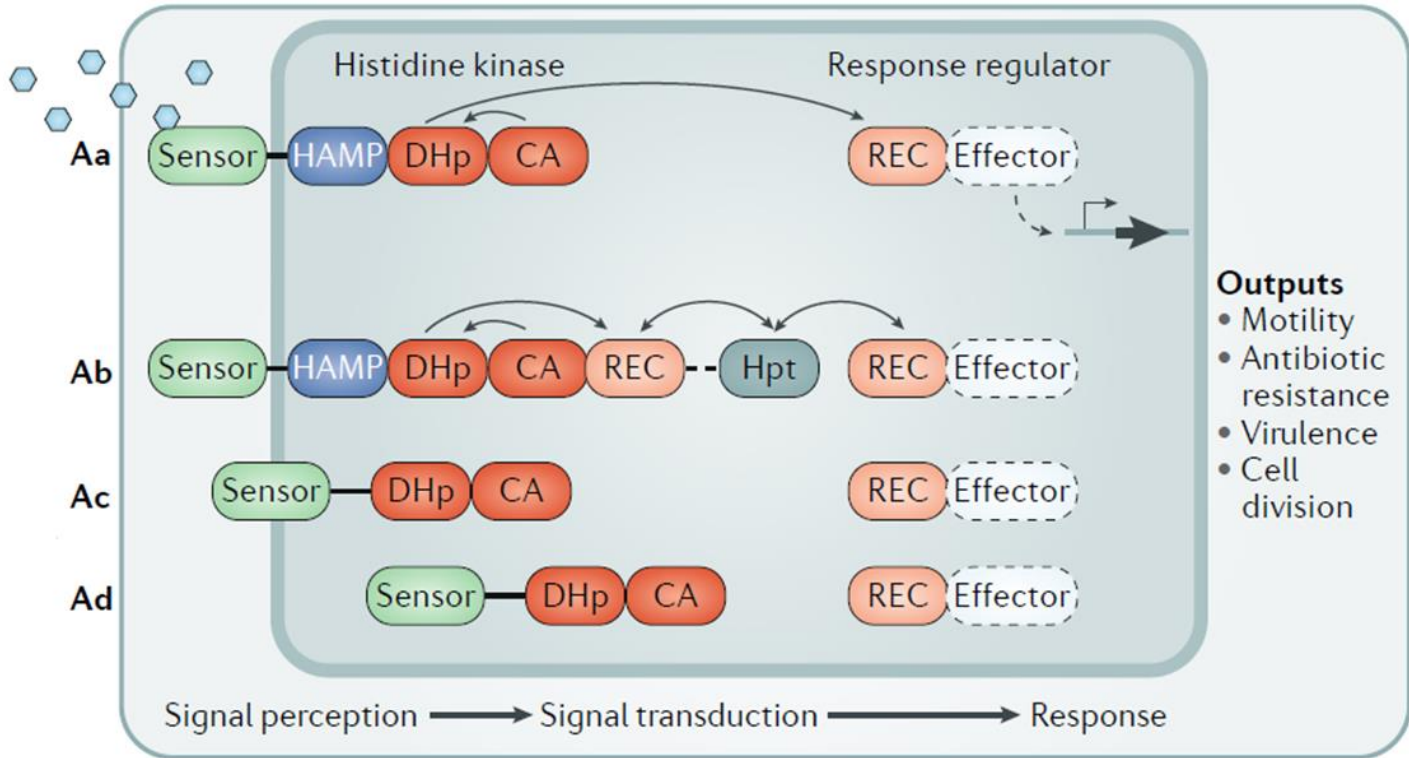 Histidine kinase
Response regulator
Aa
Sensor
HAMP
DHp
CA
REC
Effector
Ab
Sensor
HAMP
DHp
CA
REC
Hpt
REC
Effector
Ac
Sensor
DHp
CA
REC
Effector
Ad
Sensor
DHp
CA
REC
Effector
Outputs
• Motility
• Antibiotic
resistance
• Virulence
• Cell
division
Signal perception
Signal transduction
Response